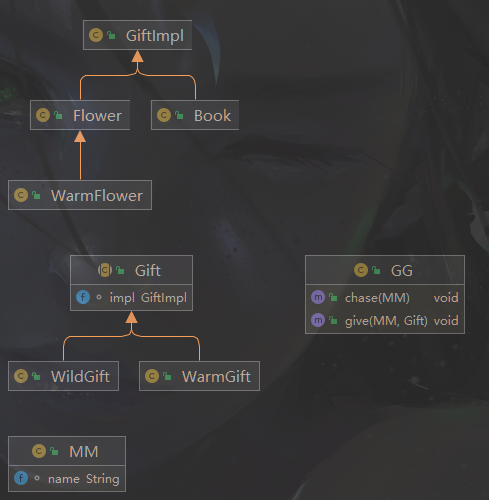 GiftImpl
Flower
Book
WarmFlower
Gift
impl GiftImpl
GG
chase(MM) void
give(MM, Gift) void
WildGift
WarmGift
MM
name String